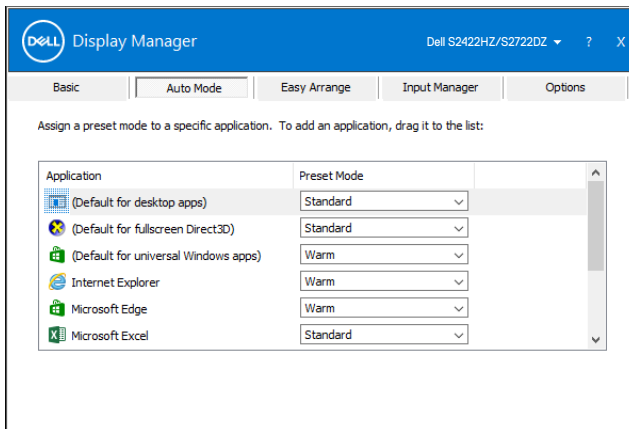 DELL Display Manager Dell S2422HZ/S2722DZ ? X
Basic Auto Mode Easy Arrange Input Manager Options
Assign a preset mode to a specific application. To add an application, drag it to the list:
Application Preset Mode
(Default for desktop apps) Standard
(Default for fullscreen Direct3D) Standard
(Default for universal Windows apps) Warm
Internet Explorer Warm
Microsoft Edge Warm
Microsoft Excel Standard